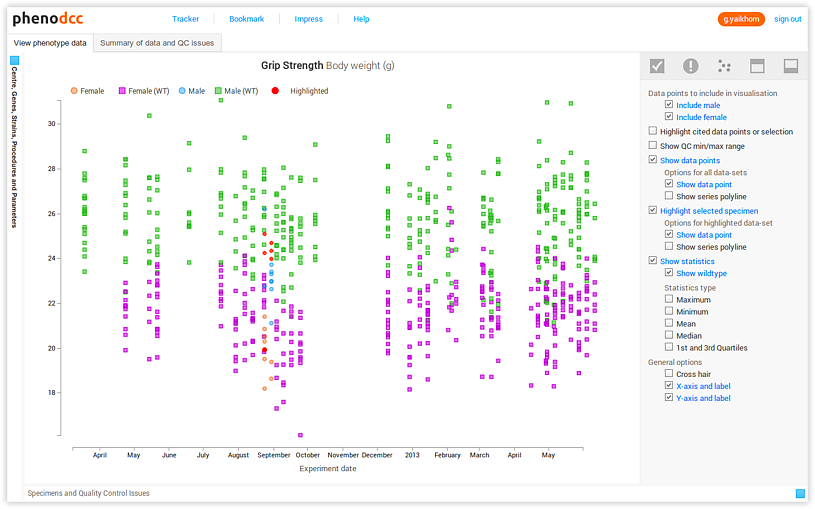 phenodcc Tracker Bookmark Impress Help g.yaikhom sign out
View phenotype data Summary of data and QC issues
Centre, Genes, Strains, Procedures and Parameters
Grip Strength Body weight (g)
Female Female (WT) Male Male (WT) Highlighted
30
28
26
24
22
20
18
April May June July August September October November December 2013 February March April May
Experiment date
Data points to include in visualisation
Include male
Include female
Highlight cited data points or selection
Show QC min/max range
Show data points
Options for all data-sets
Show data point
Show series polyline
Highlight selected specimen
Options for highlighted data-set
Show data point
Show series polyline
Show statistics
Show wildtype
Statistics type
Maximum
Minimum
Mean
Median
1st and 3rd Quartiles
General options
Cross hair
X-axis and label
Y-axis and label
Specimens and Quality Control Issues